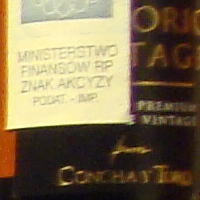 MINISTERSTWO
FINANSÓW RP
ZNAK AKCYZY
PODAT. - IMP.
PREMIUM
VINTAGE
CONCHA Y TORO